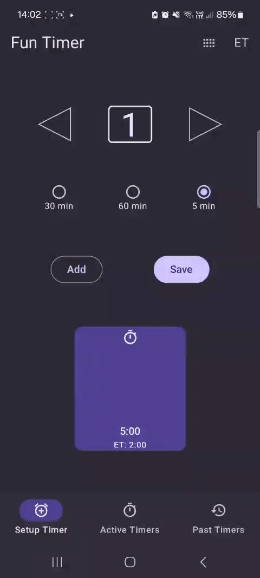 14:02
85%
Fun Timer
ET
1
30 min
60 min
5 min
Add
Save
5:00
ET: 2:00
Setup Timer
Active Timers
Past Timers